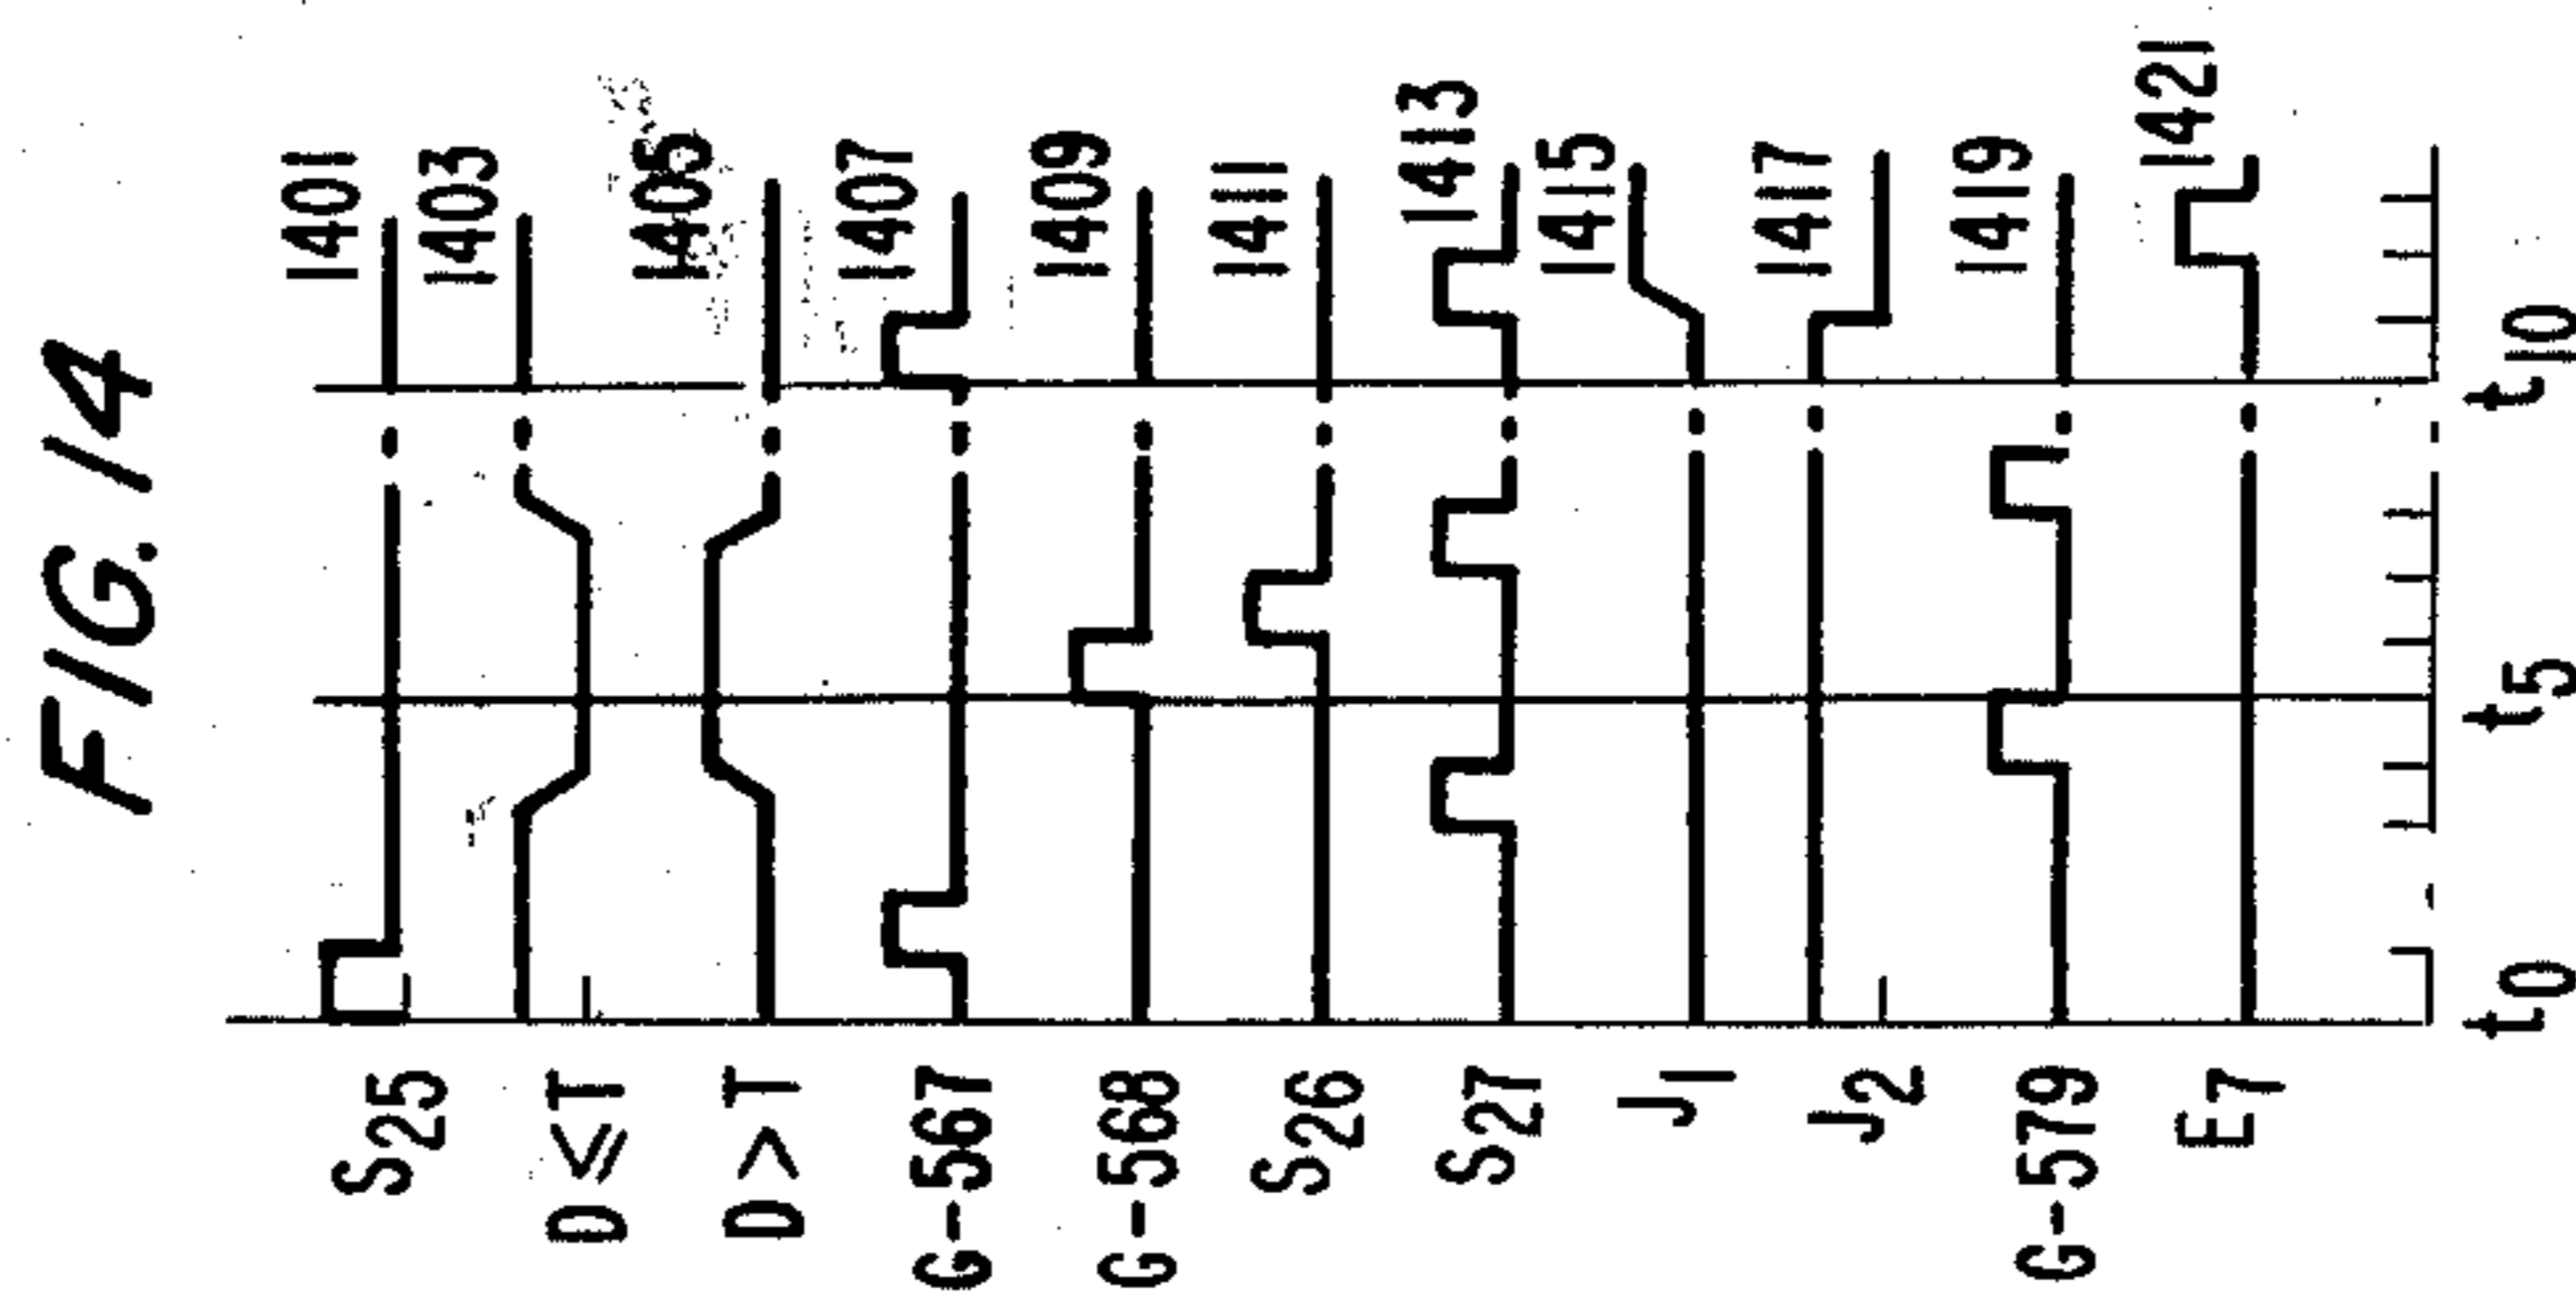 FIG. 14
S25 1401
D≤T 1403
D>T 1405
G-567 1407
G-568 1409
S26 1411
S27 1413
J1 1415
J2 1417
G-579 1419
E7 1421
t0 t5 t10